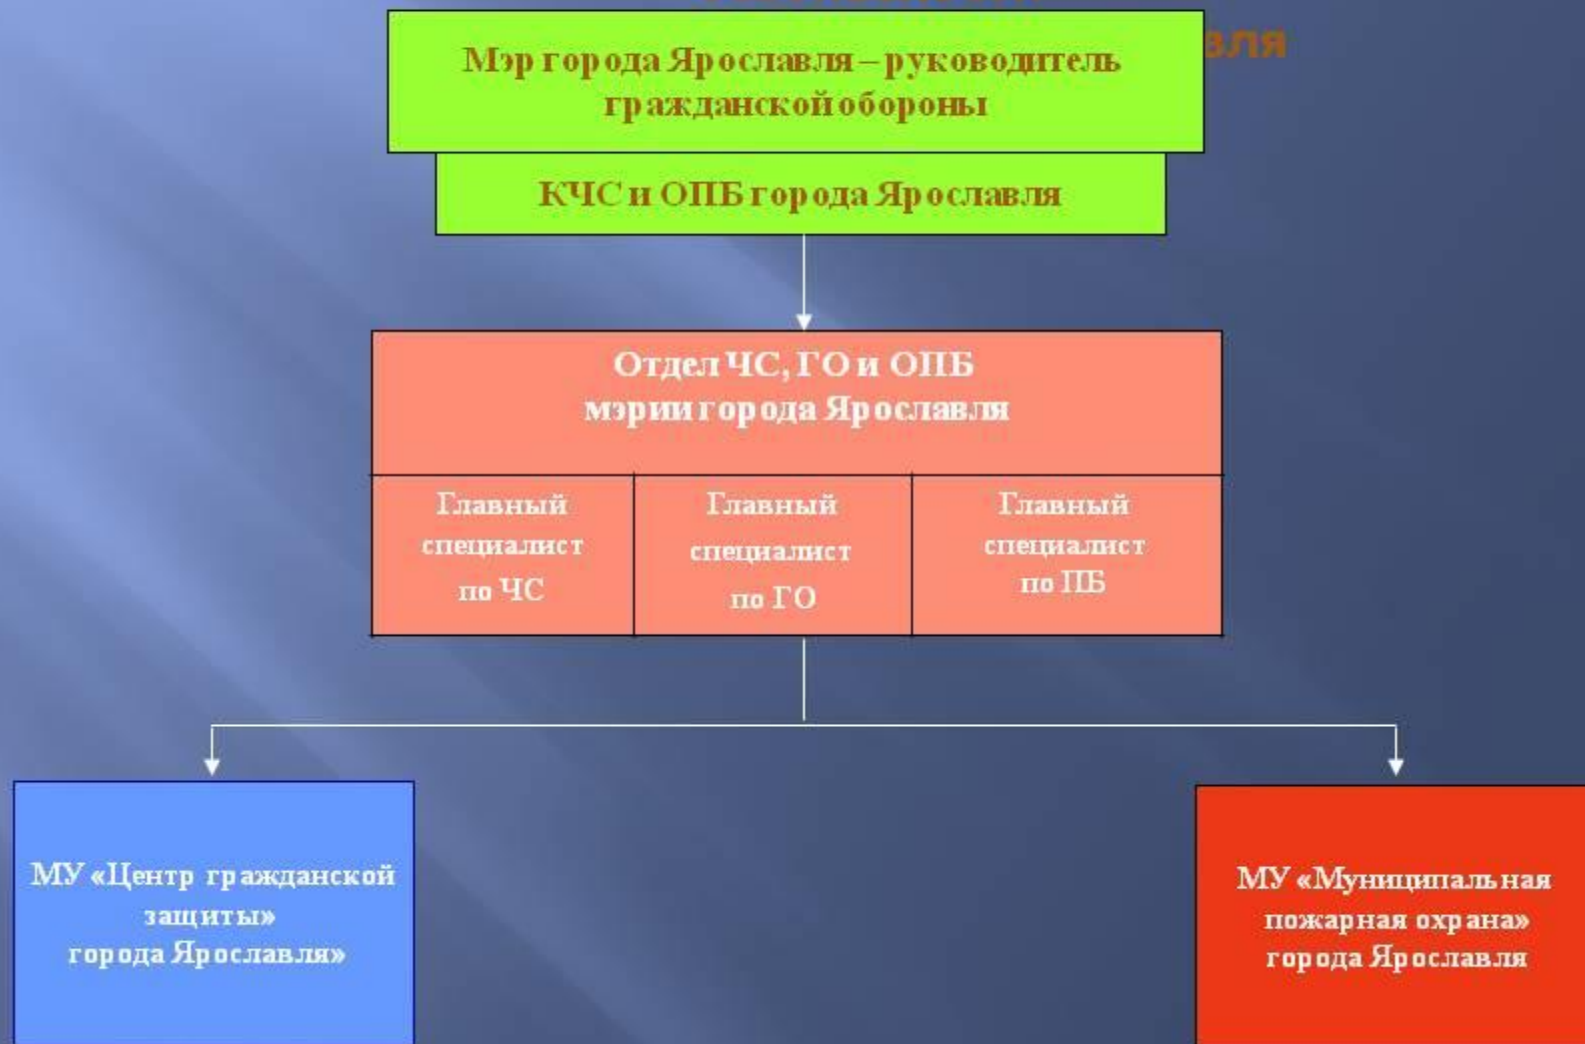 Мэр города Ярославля – руководитель
гражданской обороны
КЧС и ОПБ города Ярославля
Отдел ЧС, ГО и ОПБ
мэрии города Ярославля
Главный
специалист
по ЧС
Главный
специалист
по ГО
Главный
специалист
по ПБ
МУ «Центр гражданской
защиты»
города Ярославля»
МУ «Муниципальная
пожарная охрана»
города Ярославля